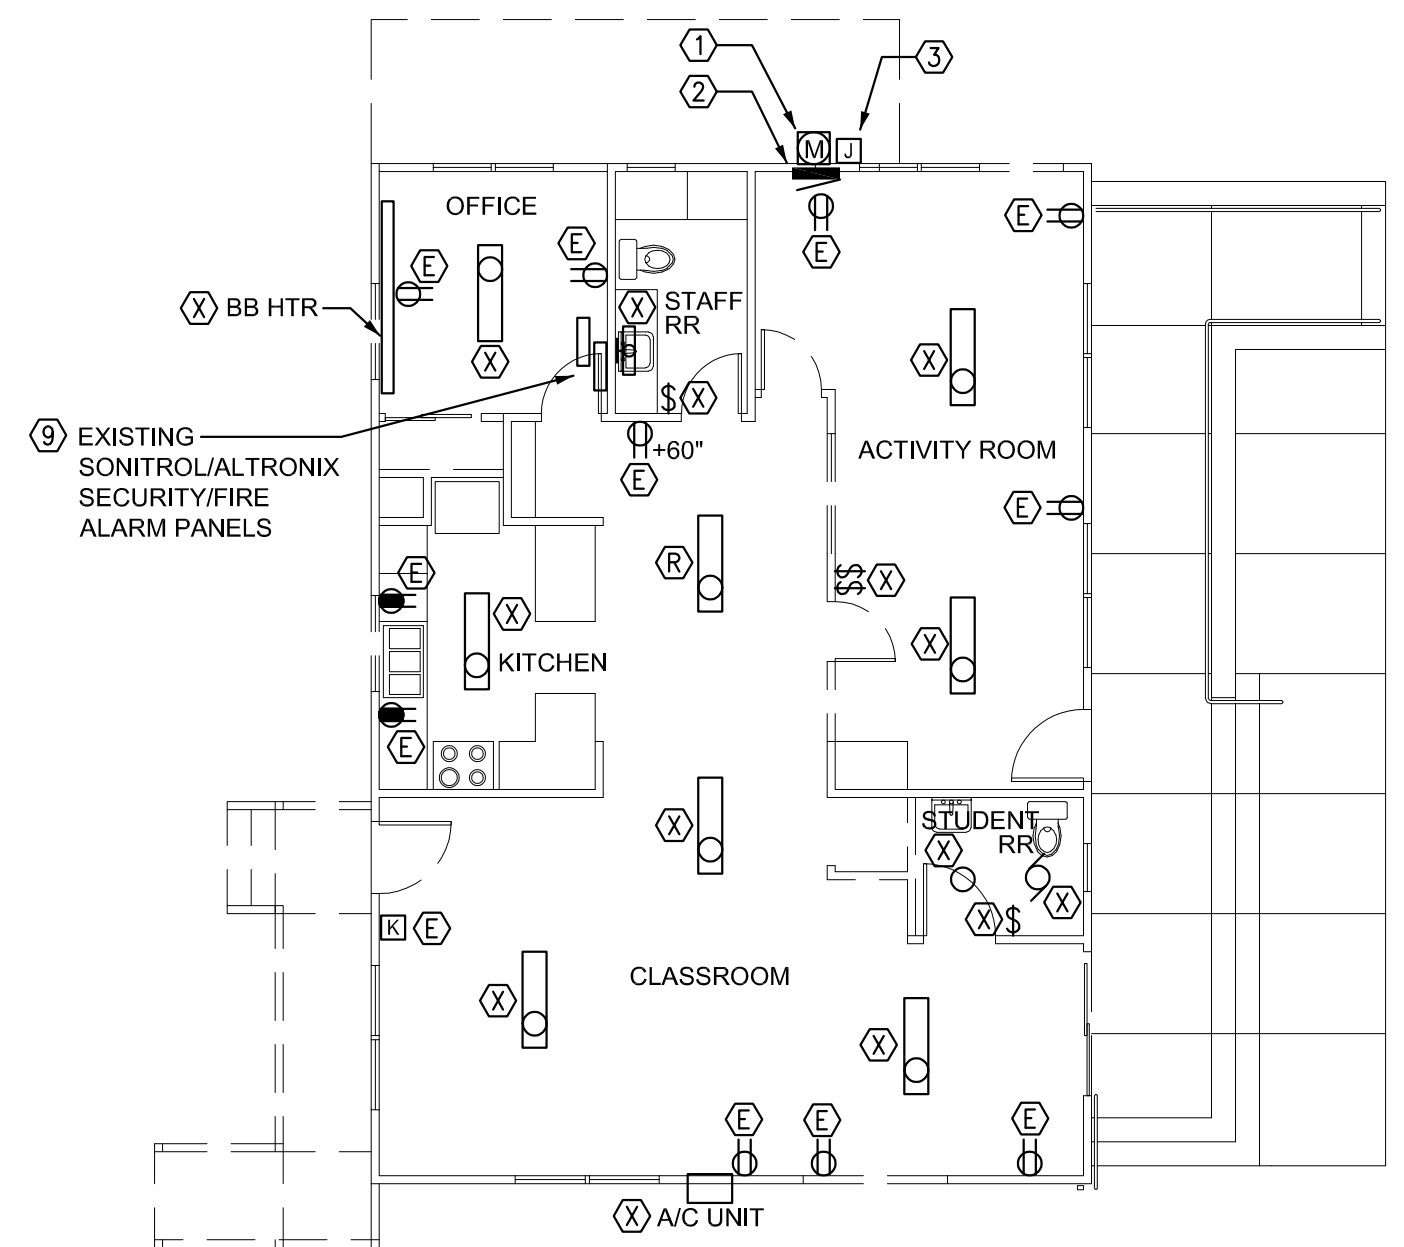 1
3
2
M
J
OFFICE
E
E
E
E
X BB HTR
X STAFF
RR
X
X
$ X
9 EXISTING
SONITROL/ALTRONIX
SECURITY/FIRE
ALARM PANELS
+60"
E
ACTIVITY ROOM
E
R
E
X
$$ X
X
KITCHEN
E
X
STUDENT
RR
X
X
X $
K E
CLASSROOM
X
X
E
E
E
X A/C UNIT